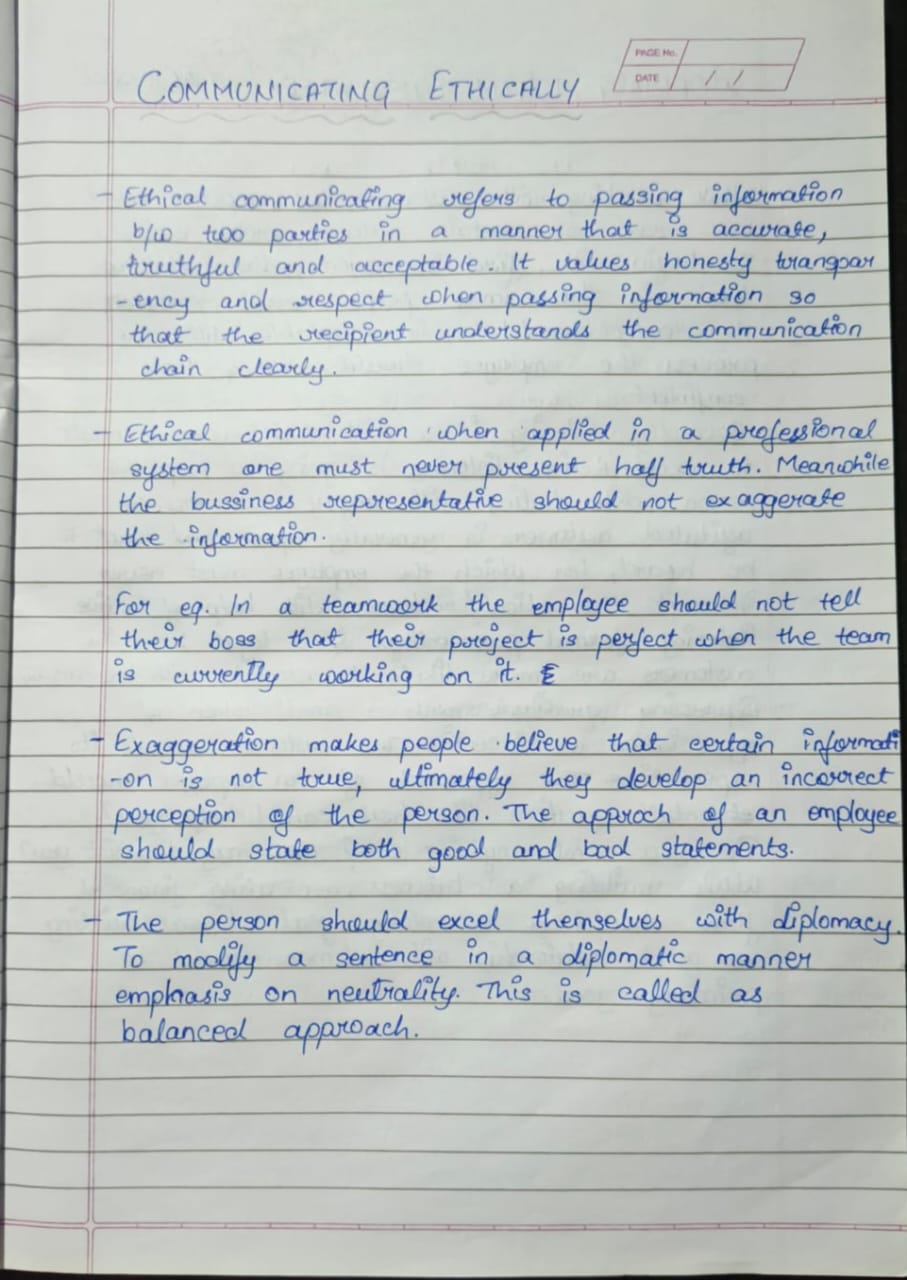 PAGE No.
DATE / /
COMMUNICATING ETHICALLY
- Ethical communicating refers to passing information
b/w two parties in a manner that is accurate,
truthful and acceptable. It values honesty trangpar
-ency and respect when passing information so
that the recipient understands the communication
chain clearly.
- Ethical communication when applied in a professional
system one must never present half truth. Meanwhile
the bussiness representative should not exaggerate
the information.
For eg. In a teamwork the employee should not tell
their boss that their project is perfect when the team
is currently working on it.
- Exaggeration makes people believe that certain informati
-on is not true, ultimately they develop an incorrect
perception of the person. The approch of an employee
should state both good and bad statements.
- The person should excel themselves with diplomacy.
To modify a sentence in a diplomatic manner
emphasis on neutrality. This is called as
balanced approach.